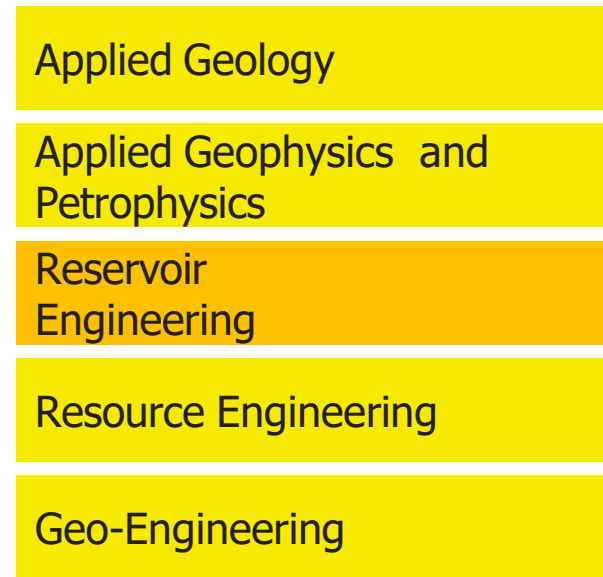 Applied Geology
Applied Geophysics and
Petrophysics
Reservoir
Engineering
Resource Engineering
Geo-Engineering